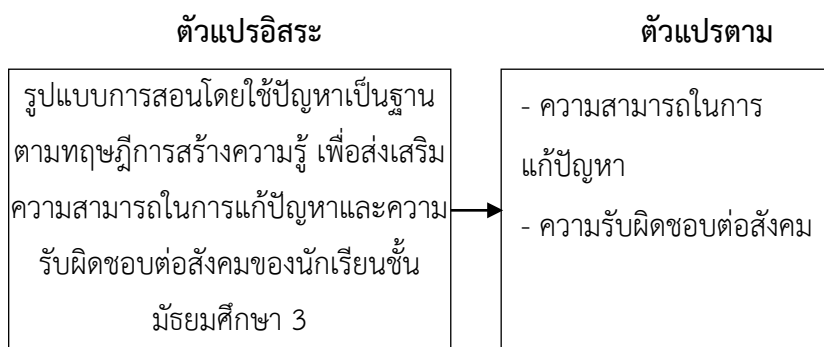 ตัวแปรอิสระ
ตัวแปรตาม
รูปแบบการสอนโดยใช้ปัญหาเป็นฐาน
ตามทฤษฎีการสร้างความรู้ เพื่อส่งเสริม
ความสามารถในการแก้ปัญหาและความ
รับผิดชอบต่อสังคมของนักเรียนชั้น
มัธยมศึกษา 3
- ความสามารถในการ
แก้ปัญหา
- ความรับผิดชอบต่อสังคม